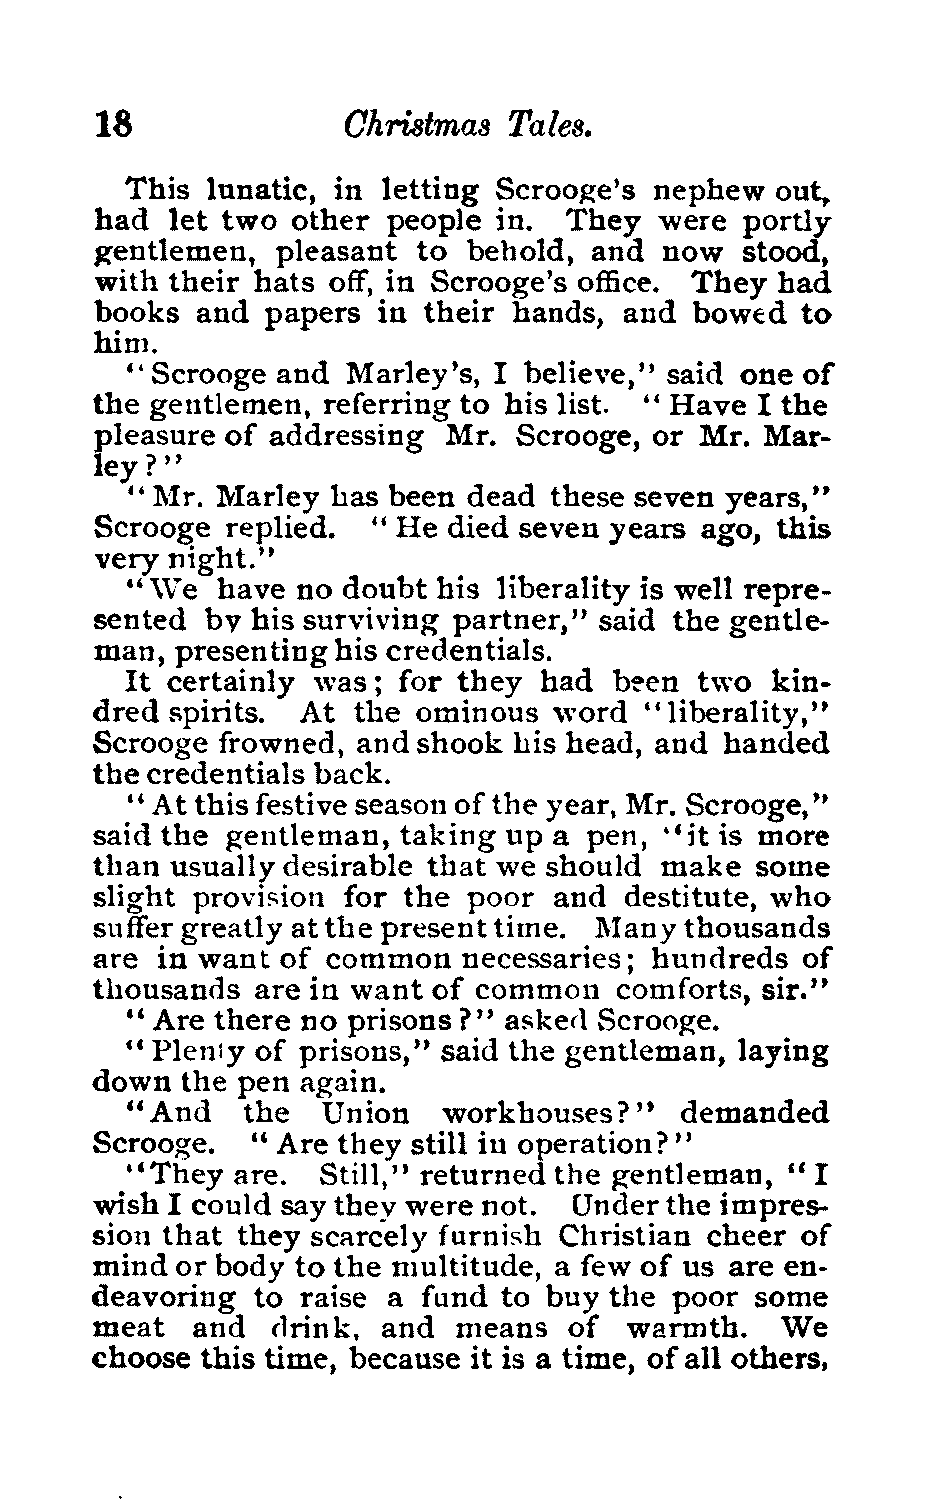 18 Christmas Tales.
This lunatic, in letting Scrooge's nephew out,
had let two other people in. They were portly
gentlemen, pleasant to behold, and now stood,
with their hats off, in Scrooge's office. They had
books and papers in their hands, and bowed to
him.
"Scrooge and Marley's, I believe," said one of
the gentlemen, referring to his list. "Have I the
pleasure of addressing Mr. Scrooge, or Mr. Mar-
ley?"
"Mr. Marley has been dead these seven years,"
Scrooge replied. "He died seven years ago, this
very night."
"We have no doubt his liberality is well repre-
sented by his surviving partner," said the gentle-
man, presenting his credentials.
It certainly was; for they had been two kin-
dred spirits. At the ominous word "liberality,"
Scrooge frowned, and shook his head, and handed
the credentials back.
"At this festive season of the year, Mr. Scrooge,"
said the gentleman, taking up a pen, "it is more
than usually desirable that we should make some
slight provision for the poor and destitute, who
suffer greatly at the present time. Many thousands
are in want of common necessaries; hundreds of
thousands are in want of common comforts, sir."
"Are there no prisons?" asked Scrooge.
"Plenty of prisons," said the gentleman, laying
down the pen again.
"And the Union workhouses?" demanded
Scrooge. "Are they still in operation?"
"They are. Still," returned the gentleman, "I
wish I could say they were not. Under the impres-
sion that they scarcely furnish Christian cheer of
mind or body to the multitude, a few of us are en-
deavoring to raise a fund to buy the poor some
meat and drink, and means of warmth. We
choose this time, because it is a time, of all others,